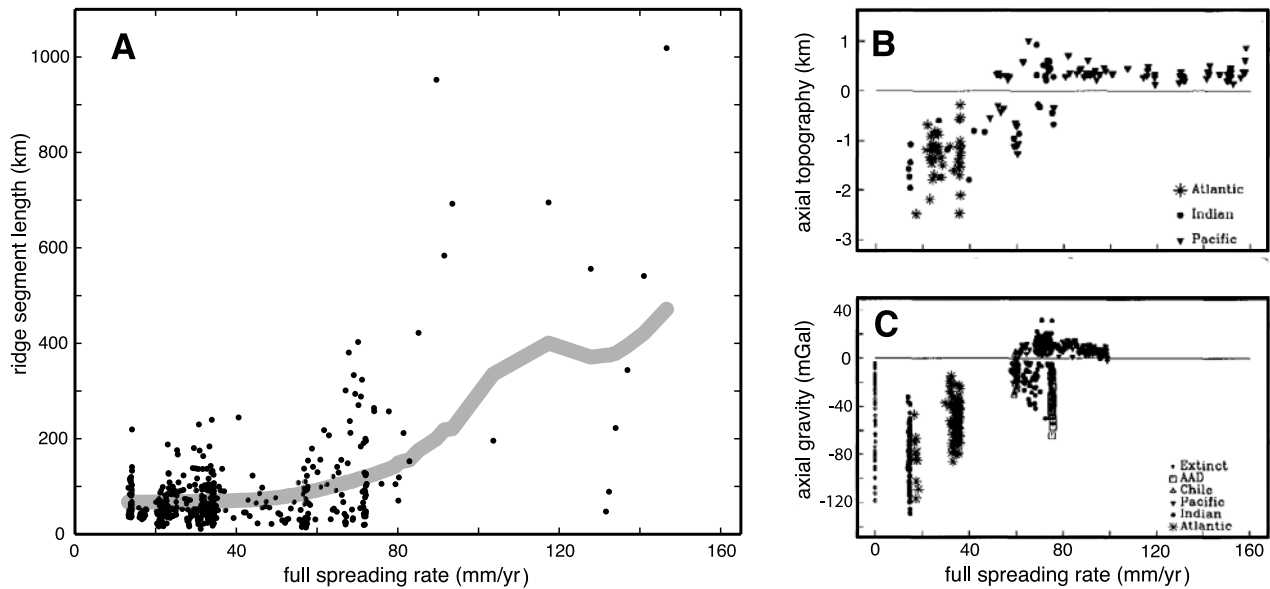 A
1000
800
600
400
200
0
0 40 80 120 160
ridge segment length (km)
full spreading rate (mm/yr)
B
1
0
-1
-2
-3
axial topography (km)
Atlantic
Indian
Pacific
C
40
0
-40
-80
-120
axial gravity (mGal)
Extinct
AAD
Chile
Pacific
Indian
Atlantic
0 40 80 120 160
full spreading rate (mm/yr)